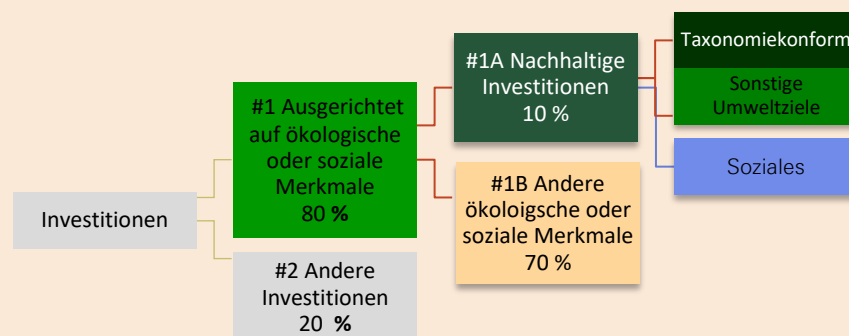 Investitionen
#1 Ausgerichtet
auf ökologische
oder soziale
Merkmale
80 %
#2 Andere
Investitionen
20 %
#1A Nachhaltige
Investitionen
10 %
#1B Andere
ökoloigsche oder
soziale Merkmale
70 %
Taxonomiekonform
Sonstige
Umweltziele
Soziales